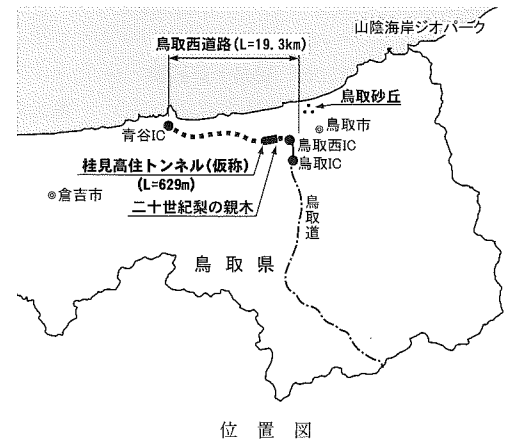 山陰海岸ジオパーク
鳥取西道路(L=19.3km)
鳥取砂丘
鳥取市
青谷IC
鳥取西IC
鳥取IC
桂見高住トンネル(仮称)
(L=629m)
倉吉市
二十世紀梨の親木
鳥取道
鳥取県
位置図